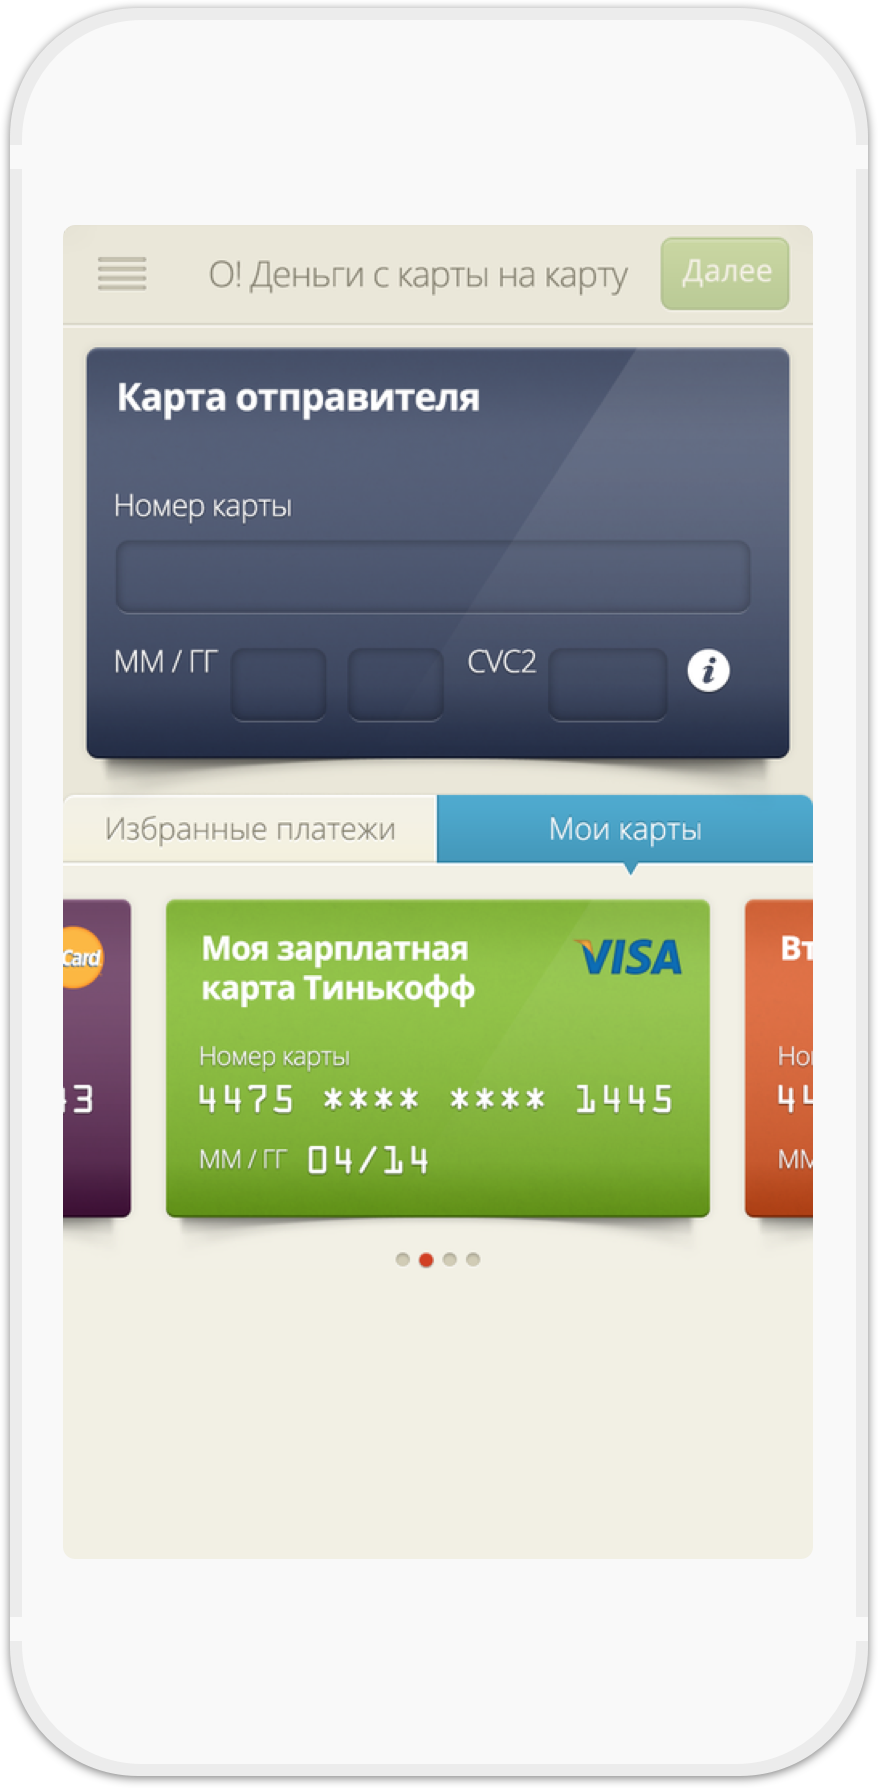 О! Деньги с карты на карту
Далее
Карта отправителя
Номер карты
ММ / ГГ
CVC2
i
Избранные платежи
Мои карты
Card
3
Моя зарплатная
карта Тинькофф
VISA
Номер карты
4475 **** **** 1445
ММ / ГГ 04/14
Вт
Но
44
ММ